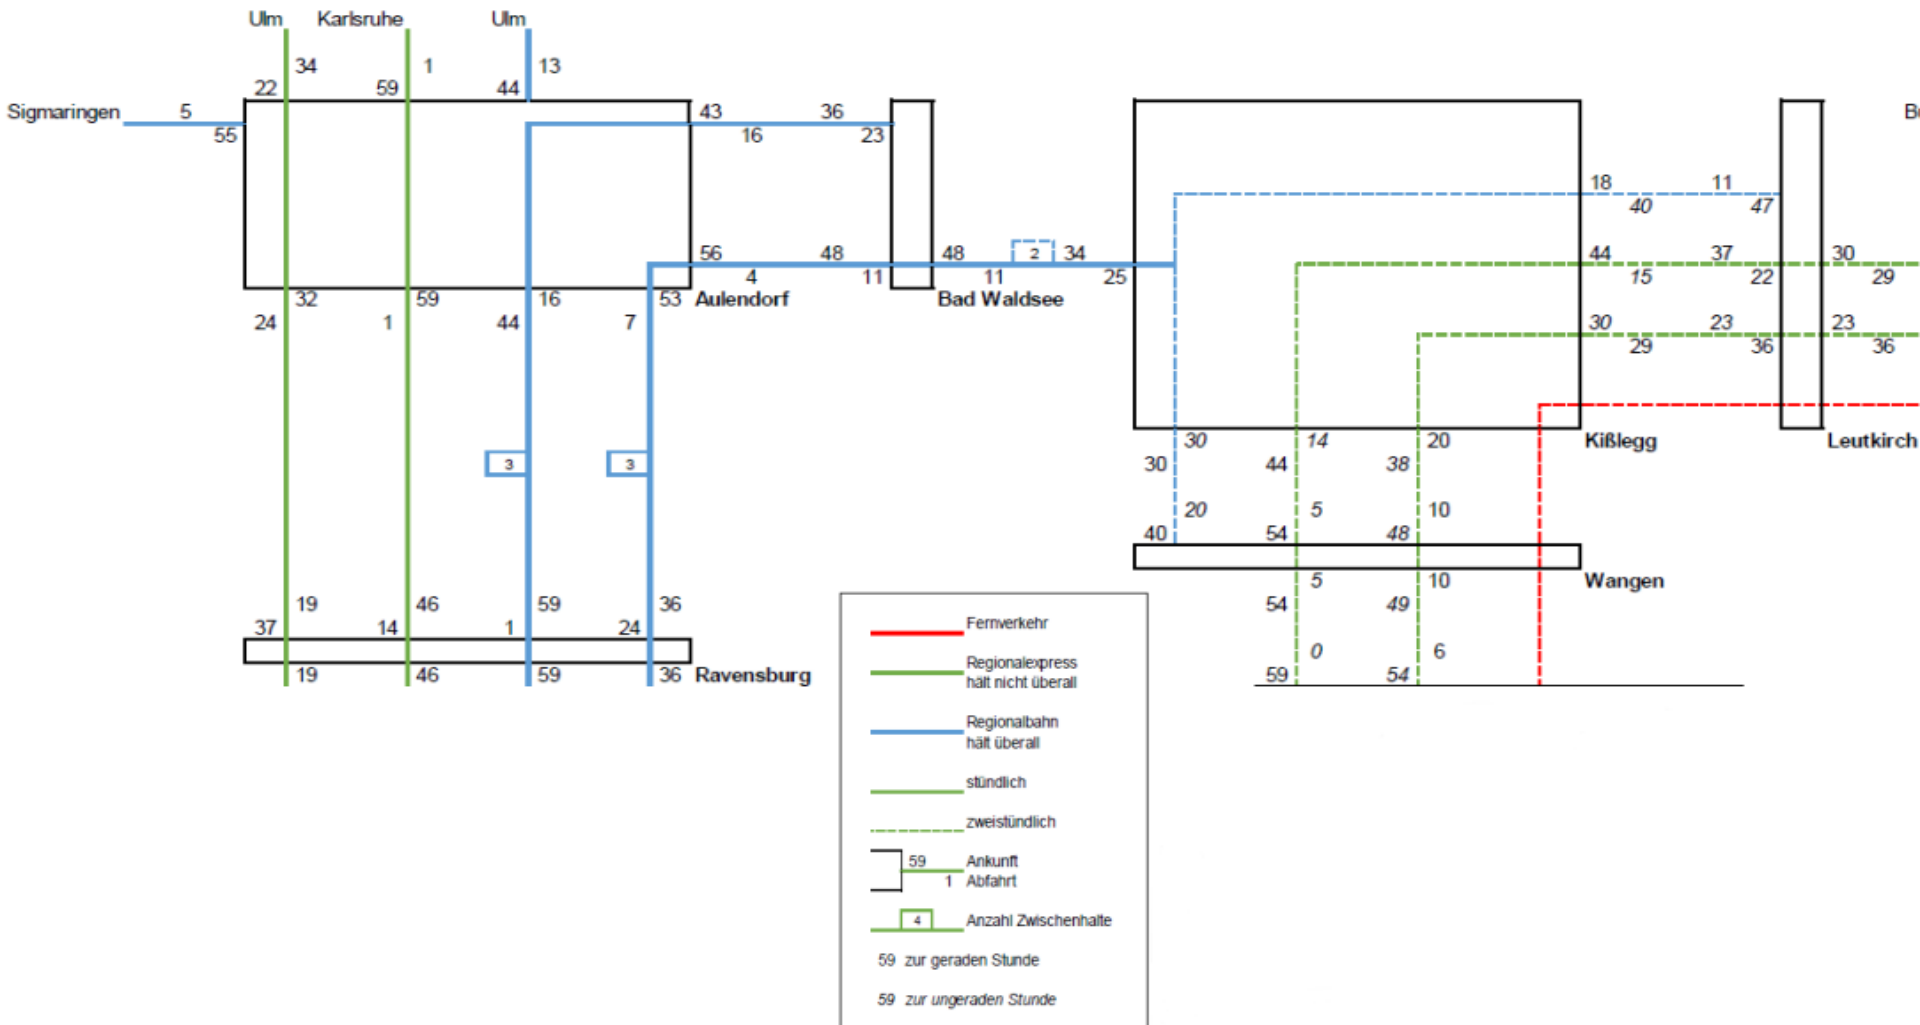 Ulm Karlsruhe Ulm
34 1 13
22 59 44
Sigmaringen 5 43 36 Bu
55 16 23
18 11
40 47
56 48 48 2 34 44 37 30
4 11 11 25 15 22 29
32 59 16 53 Aulendorf Bad Waldsee
24 1 44 7 30 23 23
29 36 36
30 14 20 Kißlegg Leutkirch
3 3 30 44 38
20 5 10
40 54 48
5 10 Wangen
19 46 59 36 54 49
37 14 1 24
0 6
19 46 59 36 Ravensburg 59 54
Fernverkehr
Regionalexpress
hält nicht überall
Regionalbahn
hält überall
stündlich
zweistündlich
59 Ankunft
1 Abfahrt
4 Anzahl Zwischenhalte
59 zur geraden Stunde
59 zur ungeraden Stunde